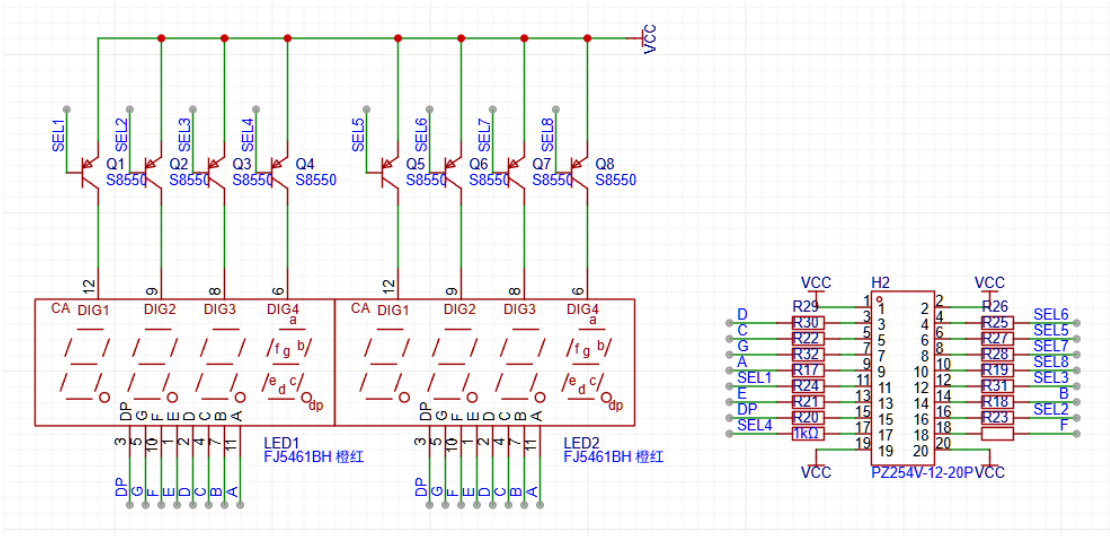 VCC
SEL1 SEL2 SEL3 SEL4 SEL5 SEL6 SEL7 SEL8
Q1 Q2 Q3 Q4 Q5 Q6 Q7 Q8
S8550 S8550 S8550 S8550 S8550 S8550 S8550 S8550
12 9 8 6 12 9 8 6
CA DIG1 DIG2 DIG3 DIG4 CA DIG1 DIG2 DIG3 DIG4
a a
f g b f g b
e d c e d c
dp dp
DP G F E D C B A DP G F E D C B A
3 5 10 1 2 4 7 11 3 5 10 1 2 4 7 11
LED1 LED2
FJ5461BH 橙红 FJ5461BH 橙红
DP G F E D C B A DP G F E D C B A
VCC H2 VCC
R29 1 1 2 2 R26
D R30 3 3 4 4 R25 SEL6
C R22 5 5 6 6 R27 SEL5
G R32 7 7 8 8 R28 SEL7
A R17 9 9 10 10 R19 SEL8
SEL1 R24 11 11 12 12 R31 SEL3
E R21 13 13 14 14 R18 B
DP R20 15 15 16 16 R23 SEL2
SEL4 1kΩ 17 17 18 18 F
19 19 20 20
VCC PZ254V-12-20P VCC